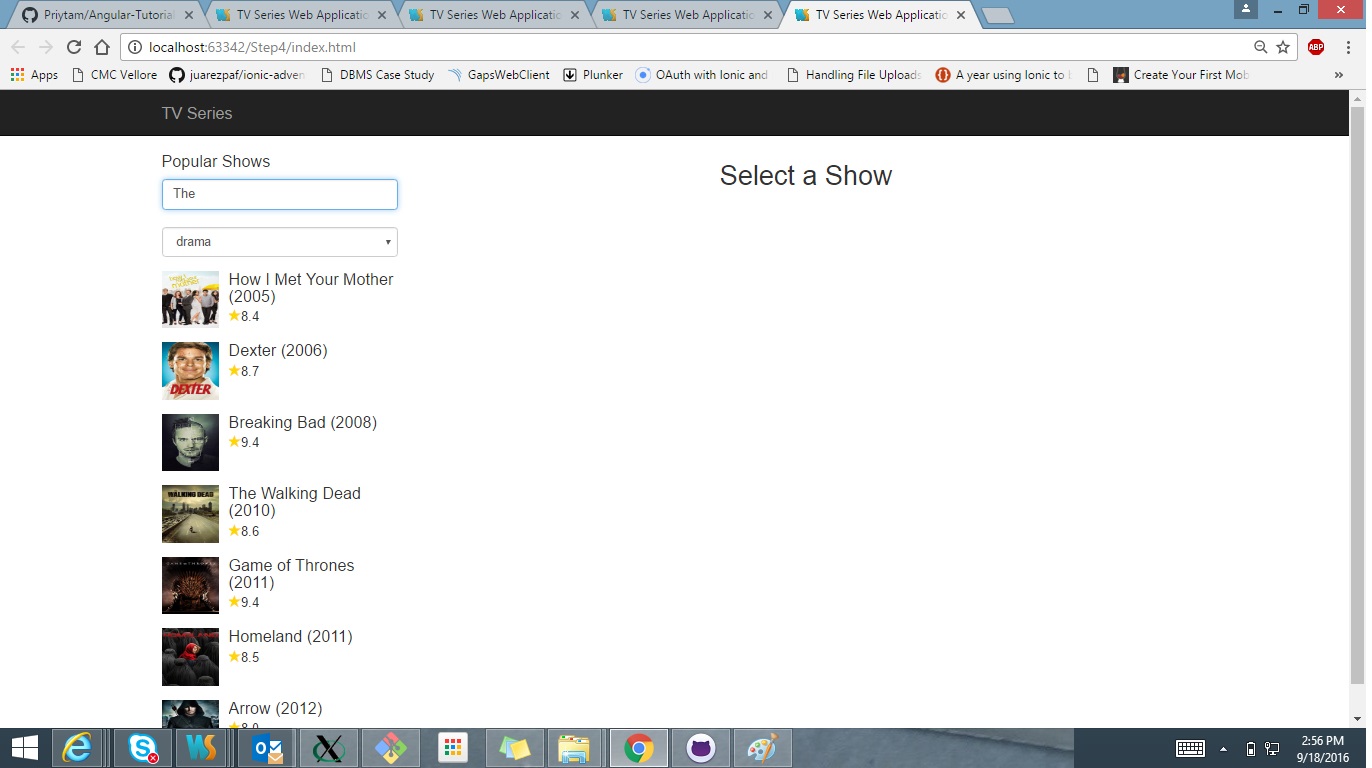 Priytam/Angular-Tutorial
TV Series Web Applicatio
TV Series Web Applicatio
TV Series Web Applicatio
TV Series Web Applicatio
localhost:63342/Step4/index.html
ABP
Apps
CMC Vellore
juarezpaf/ionic-adven
DBMS Case Study
GapsWebClient
Plunker
OAuth with Ionic and
Handling File Uploads
A year using Ionic to b
Create Your First Mob
TV Series
Popular Shows
The
drama
Select a Show
How I Met Your Mother
(2005)
8.4
DEXTER
Dexter (2006)
8.7
Breaking Bad (2008)
9.4
WALKING DEAD
The Walking Dead
(2010)
8.6
Game of Thrones
(2011)
9.4
Homeland (2011)
8.5
Arrow (2012)
2:56 PM
9/18/2016